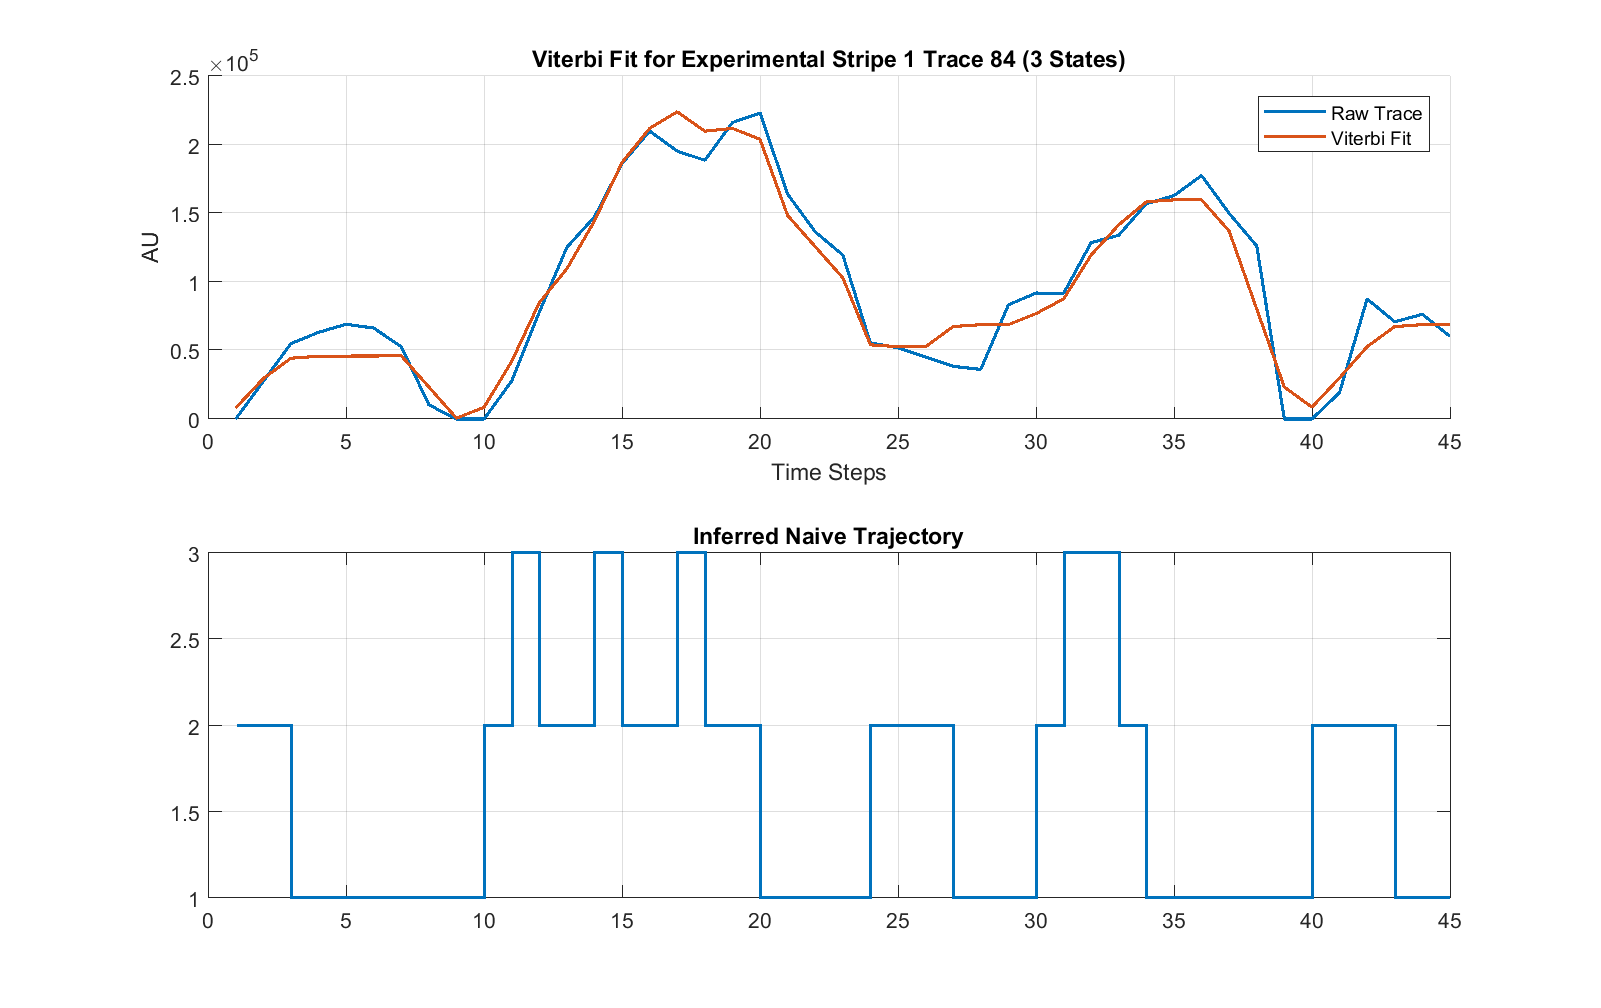 Viterbi Fit for Experimental Stripe 1 Trace 84 (3 States)
×10^5
2.5
2
1.5
1
0.5
0
AU
Raw Trace
Viterbi Fit
0 5 10 15 20 25 30 35 40 45
Time Steps
Inferred Naive Trajectory
3
2.5
2
1.5
1
0 5 10 15 20 25 30 35 40 45